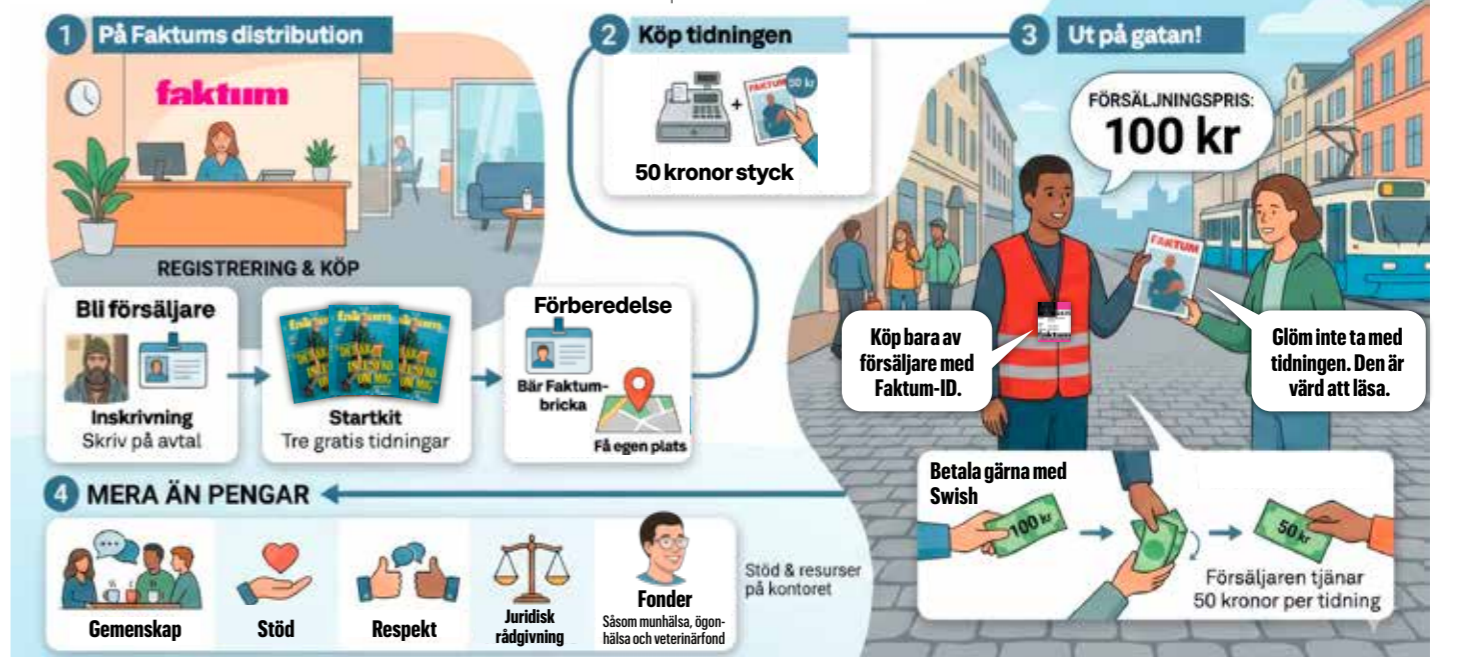 1 På Faktums distribution
faktum
REGISTRERING & KÖP
Bli försäljare
Inskrivning
Skriv på avtal
faktum
Startkit
Tre gratis tidningar
Förberedelse
Bär Faktum-
bricka
Få egen plats
2 Köp tidningen
FAKTUM
50 kr
+
50 kronor styck
3 Ut på gatan!
FÖRSÄLJNINGSPRIS:
100 kr
FAKTUM
Köp bara av
försäljare med
Faktum-ID.
Glöm inte ta med
tidningen. Den är
värd att läsa.
Betala gärna med
Swish
100 kr
50 kr
Försäljaren tjänar
50 kronor per tidning
4 MERA ÄN PENGAR
Gemenskap
Stöd
Respekt
Juridisk
rådgivning
Fonder
Såsom munhälsa, ögon-
hälsa och veterinärfond
Stöd & resurser
på kontoret